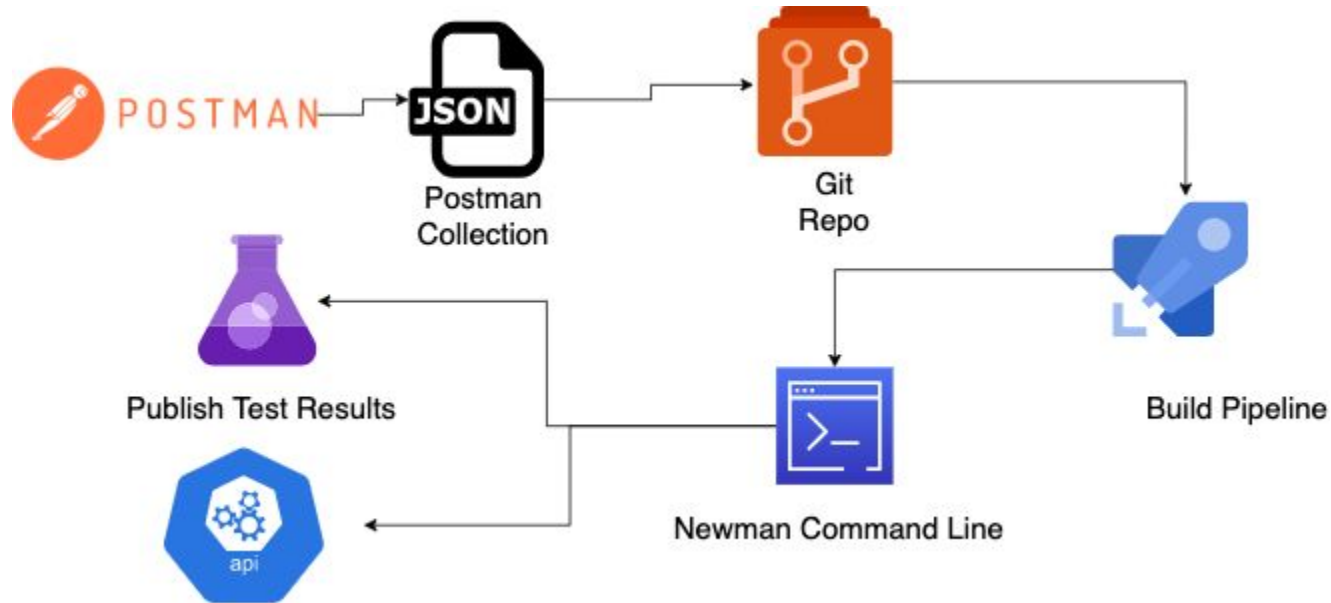 POSTMAN
JSON
Postman
Collection
Git
Repo
Publish Test Results
Build Pipeline
Newman Command Line
api